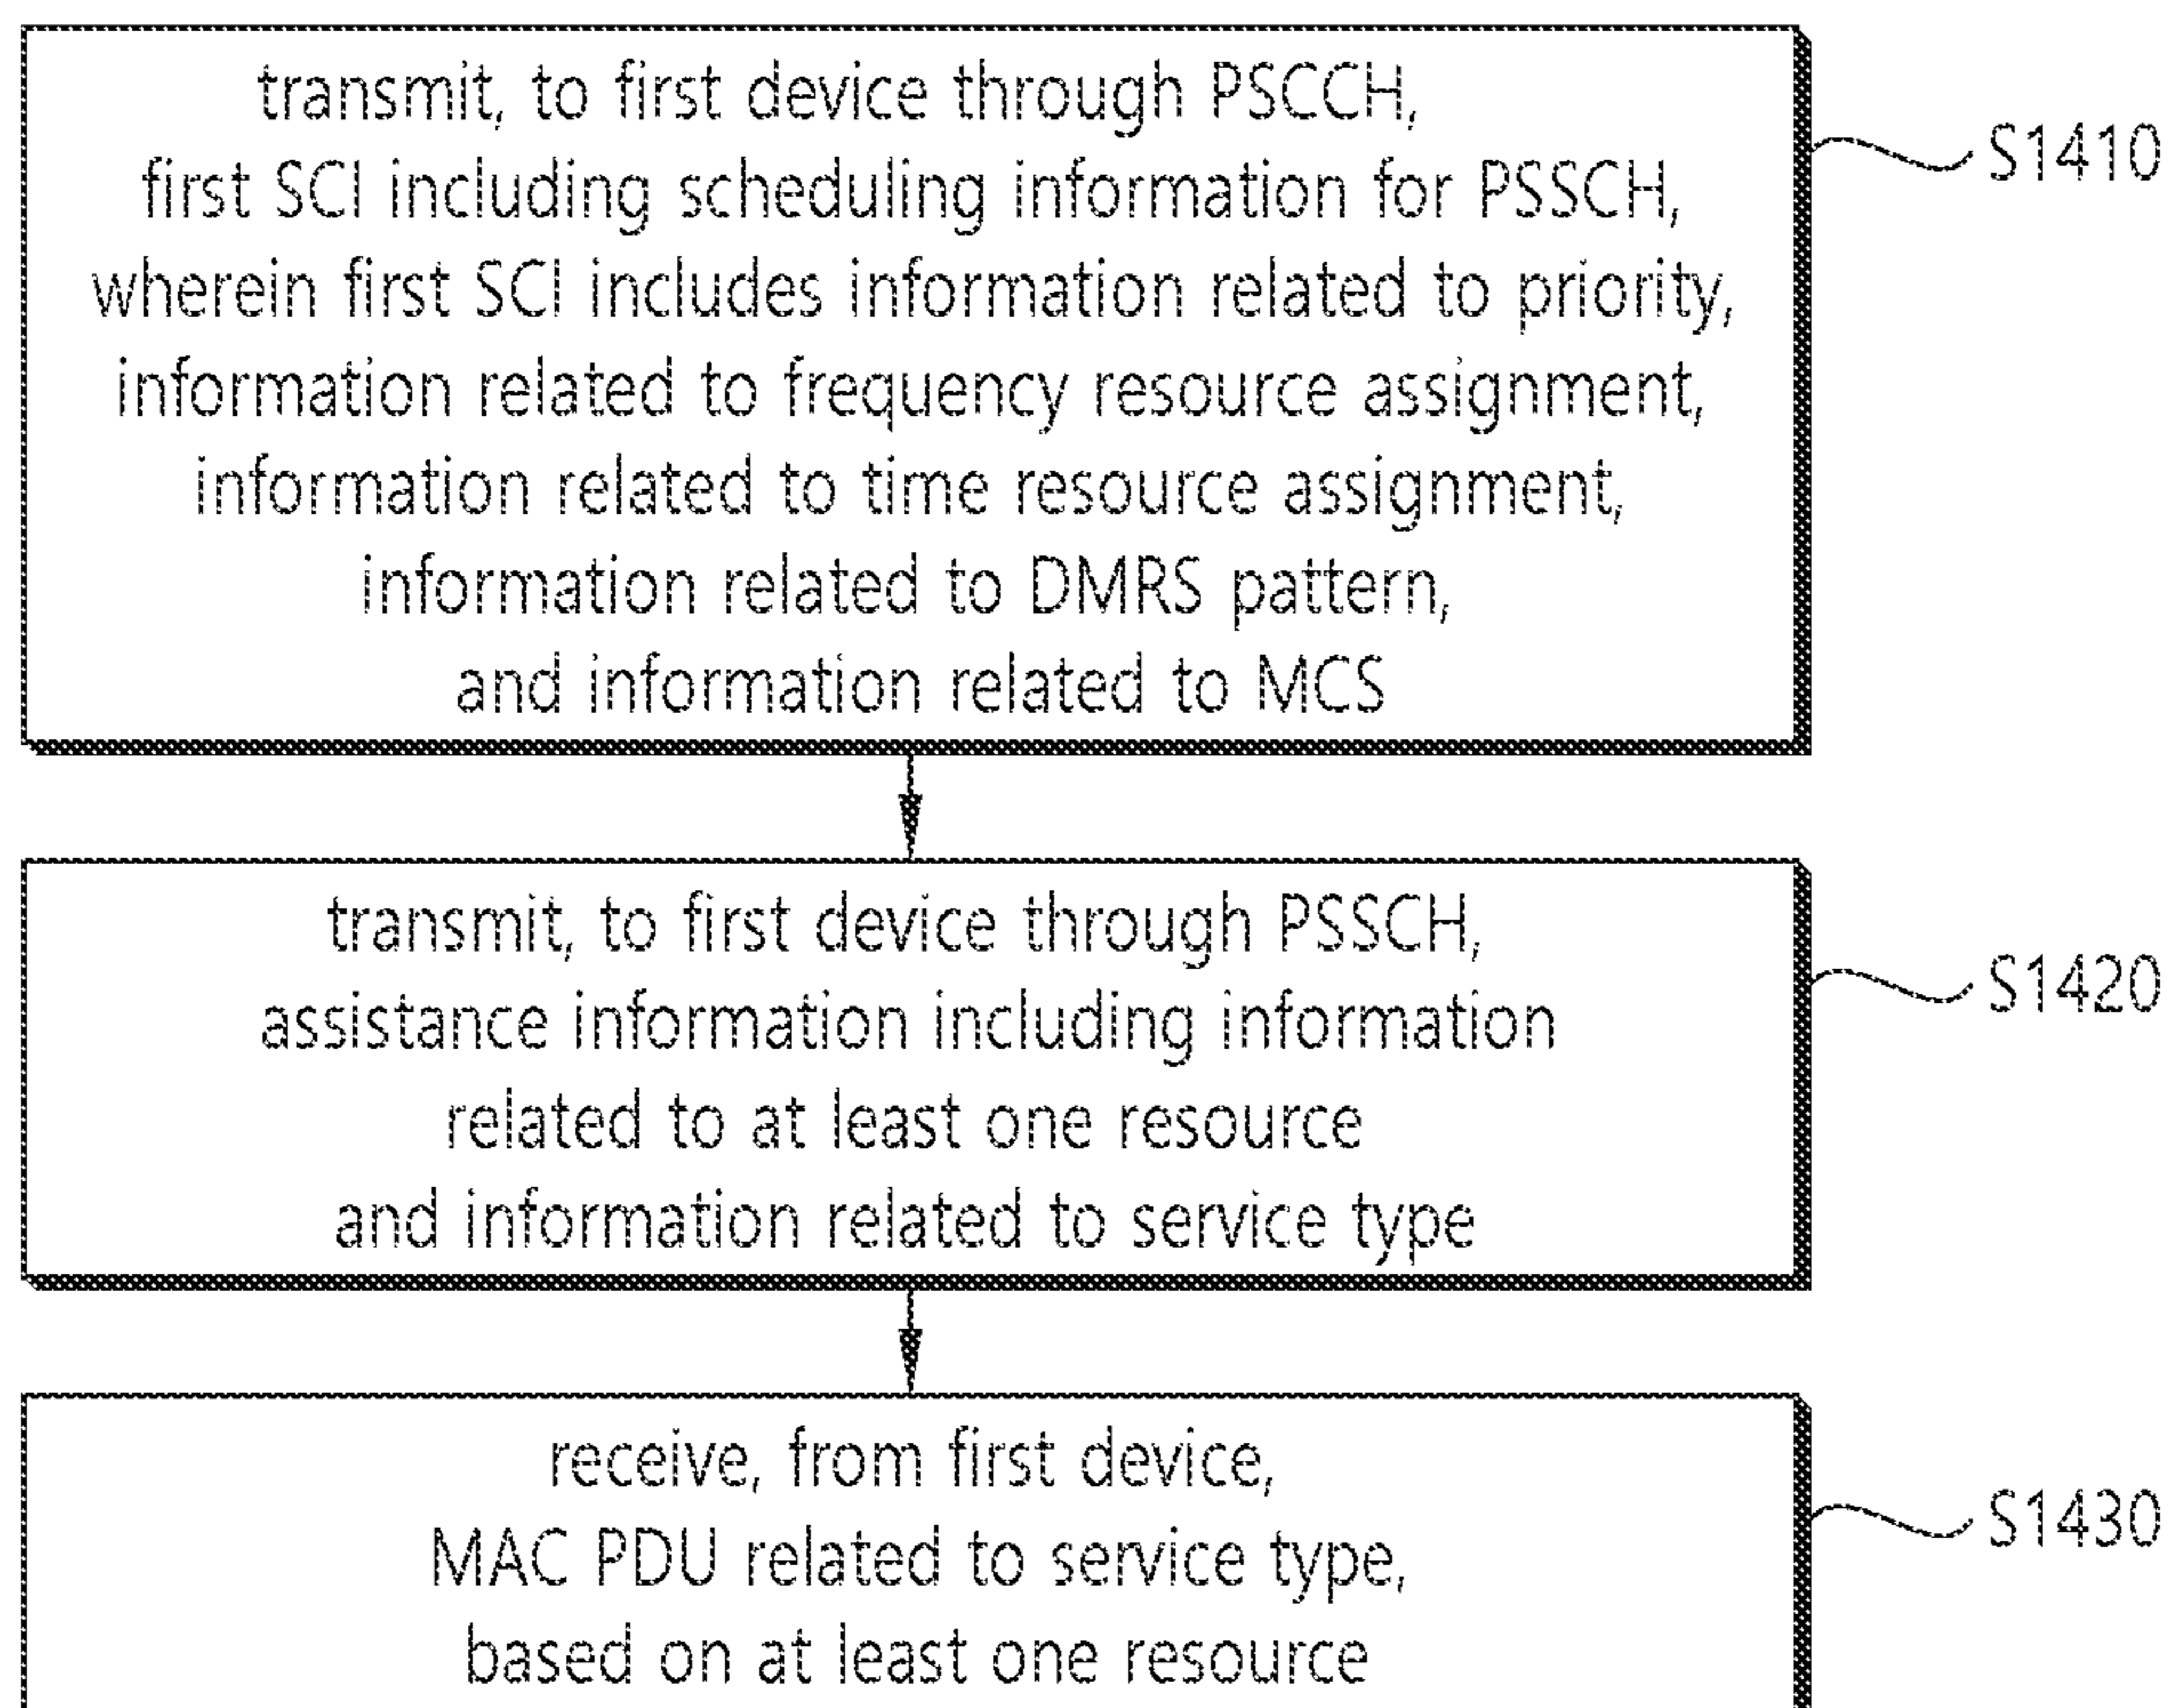 transmit, to first device through PSCCH,
first SCI including scheduling information for PSSCH,
wherein first SCI includes information related to priority,
information related to frequency resource assignment,
information related to time resource assignment,
information related to DMRS pattern,
and information related to MCS
S1410
transmit, to first device through PSSCH,
assistance information including information
related to at least one resource
and information related to service type
S1420
receive, from first device,
MAC PDU related to service type,
based on at least one resource
S1430